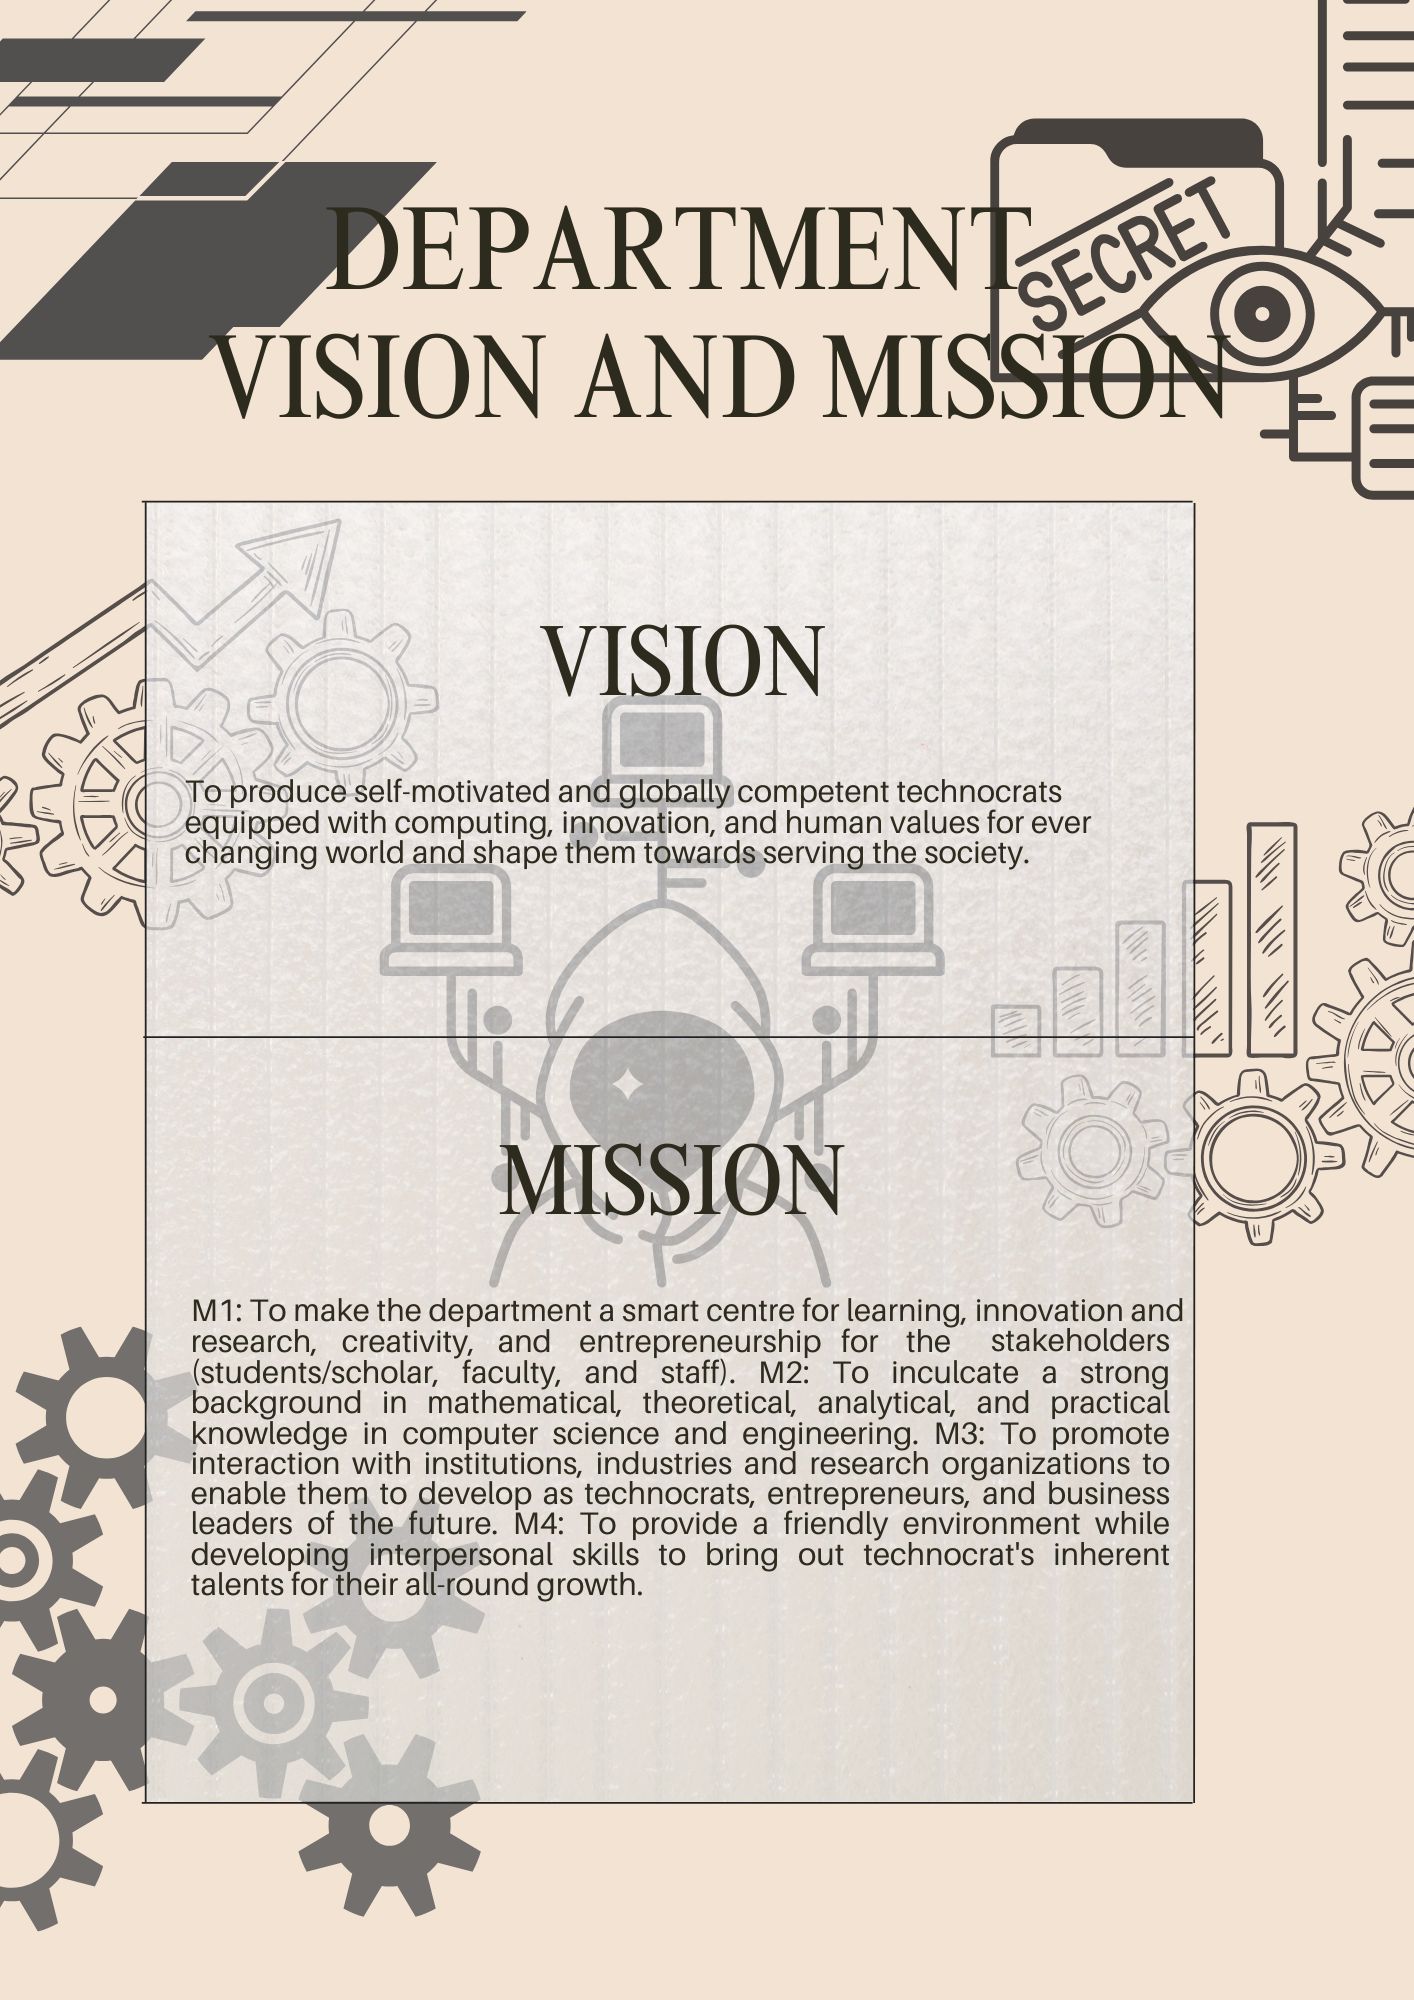 SECRET
DEPARTMENT
VISION AND MISSION
VISION
To produce self-motivated and globally competent technocrats
equipped with computing, innovation, and human values for ever
changing world and shape them towards serving the society.
MISSION
M1: To make the department a smart centre for learning, innovation and
research, creativity, and entrepreneurship for the stakeholders
(students/scholar, faculty, and staff). M2: To inculcate a strong
background in mathematical, theoretical, analytical, and practical
knowledge in computer science and engineering. M3: To promote
interaction with institutions, industries and research organizations to
enable them to develop as technocrats, entrepreneurs, and business
leaders of the future. M4: To provide a friendly environment while
developing interpersonal skills to bring out technocrat's inherent
talents for their all-round growth.